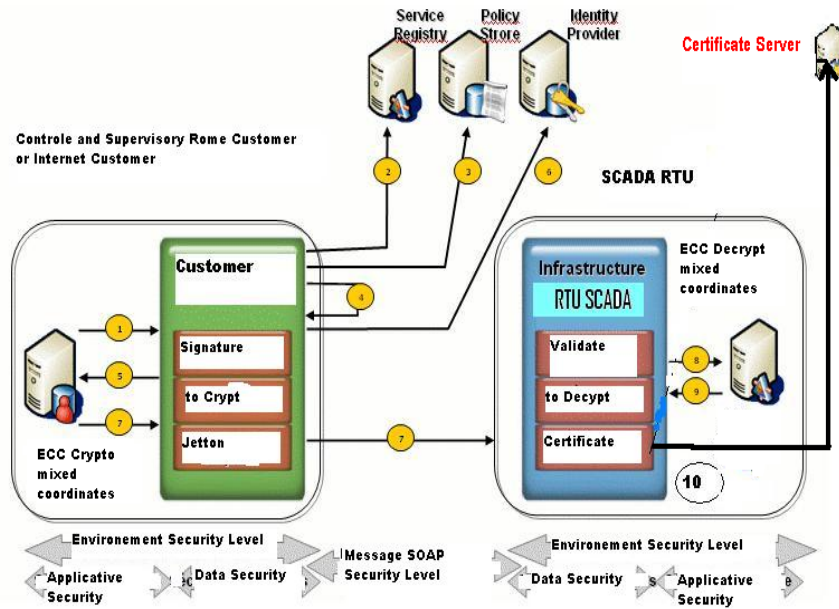 Service
Registry
Policy
Strore
Identity
Provider
Certificate Server
Controle and Supervisory Rome Customer
or Internet Customer
2
3
6
SCADA RTU
Customer
4
1
Signature
5
to Crypt
7
Jetton
ECC Crypto
mixed
coordinates
7
Infrastructure
RTU SCADA
Validate
to Decypt
Certificate
ECC Decrypt
mixed
coordinates
8
9
10
Environement Security Level
Message SOAP
Security Level
Environement Security Level
Applicative
Security
Data Security
Data Security
Applicative
Security